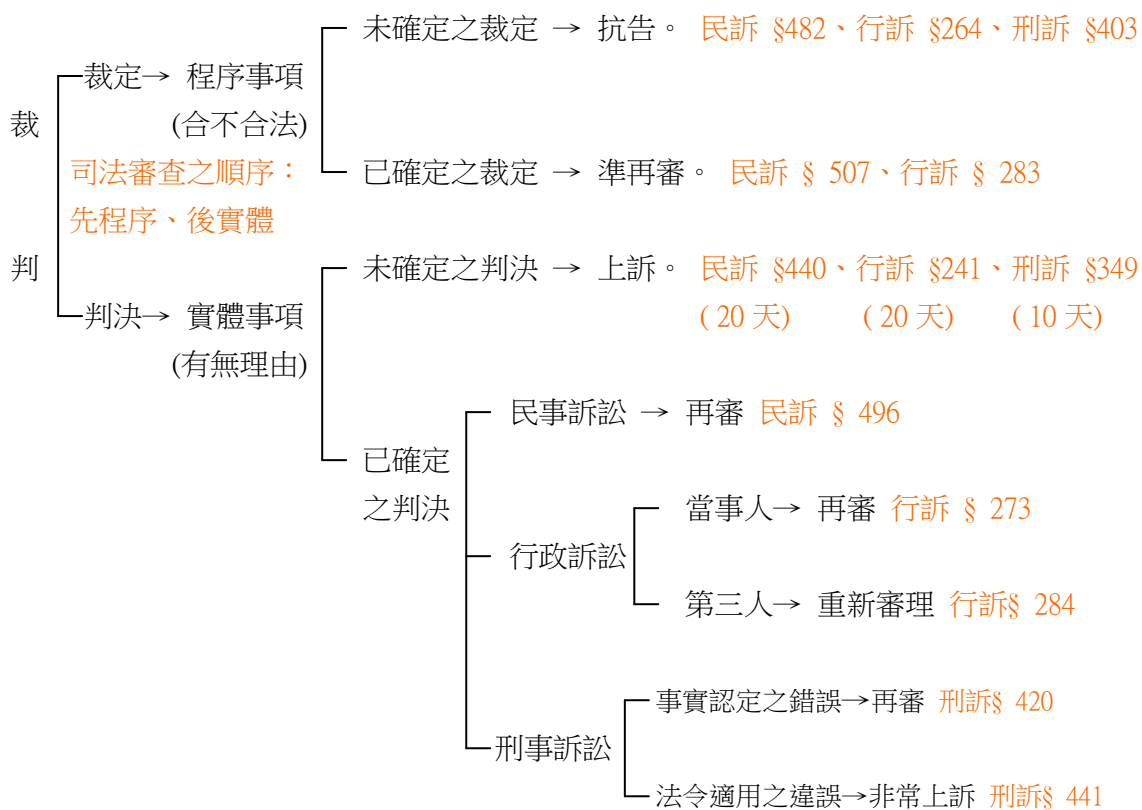 未確定之裁定 → 抗告。 民訴 §482、行訴 §264、刑訴 §403
裁定→ 程序事項
(合不合法)
裁
司法審查之順序：
先程序、後實體
已確定之裁定 → 準再審。 民訴 § 507、行訴 § 283
判
未確定之判決 → 上訴。 民訴 §440、行訴 §241、刑訴 §349
(20 天) (20 天) (10 天)
判決→ 實體事項
(有無理由)
民事訴訟 → 再審 民訴 § 496
已確定
之判決
當事人→ 再審 行訴 § 273
行政訴訟
第三人→ 重新審理 行訴§ 284
事實認定之錯誤→再審 刑訴§ 420
刑事訴訟
法令適用之違誤→非常上訴 刑訴§ 441